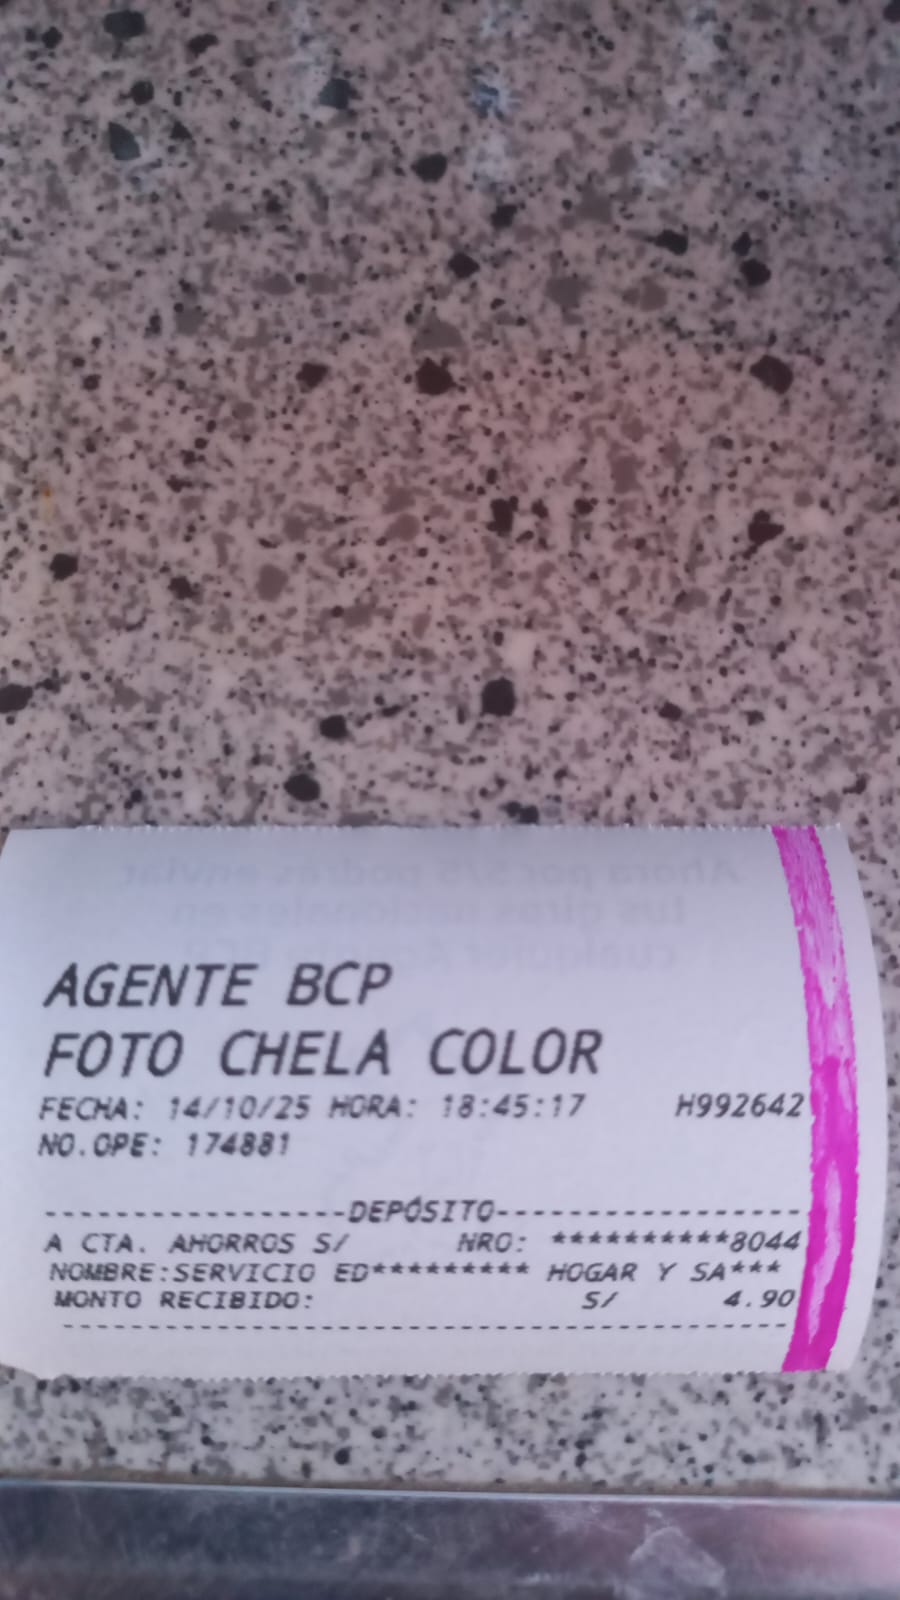 AGENTE BCP
FOTO CHELA COLOR
FECHA: 14/10/25 HORA: 18:45:17 H992642
NO.OPE: 174881
------------------DEPÓSITO------------------
A CTA. AHORROS S/ NRO: **********8044
NOMBRE:SERVICIO ED********* HOGAR Y SA***
MONTO RECIBIDO: S/ 4.90
--------------------------------------------